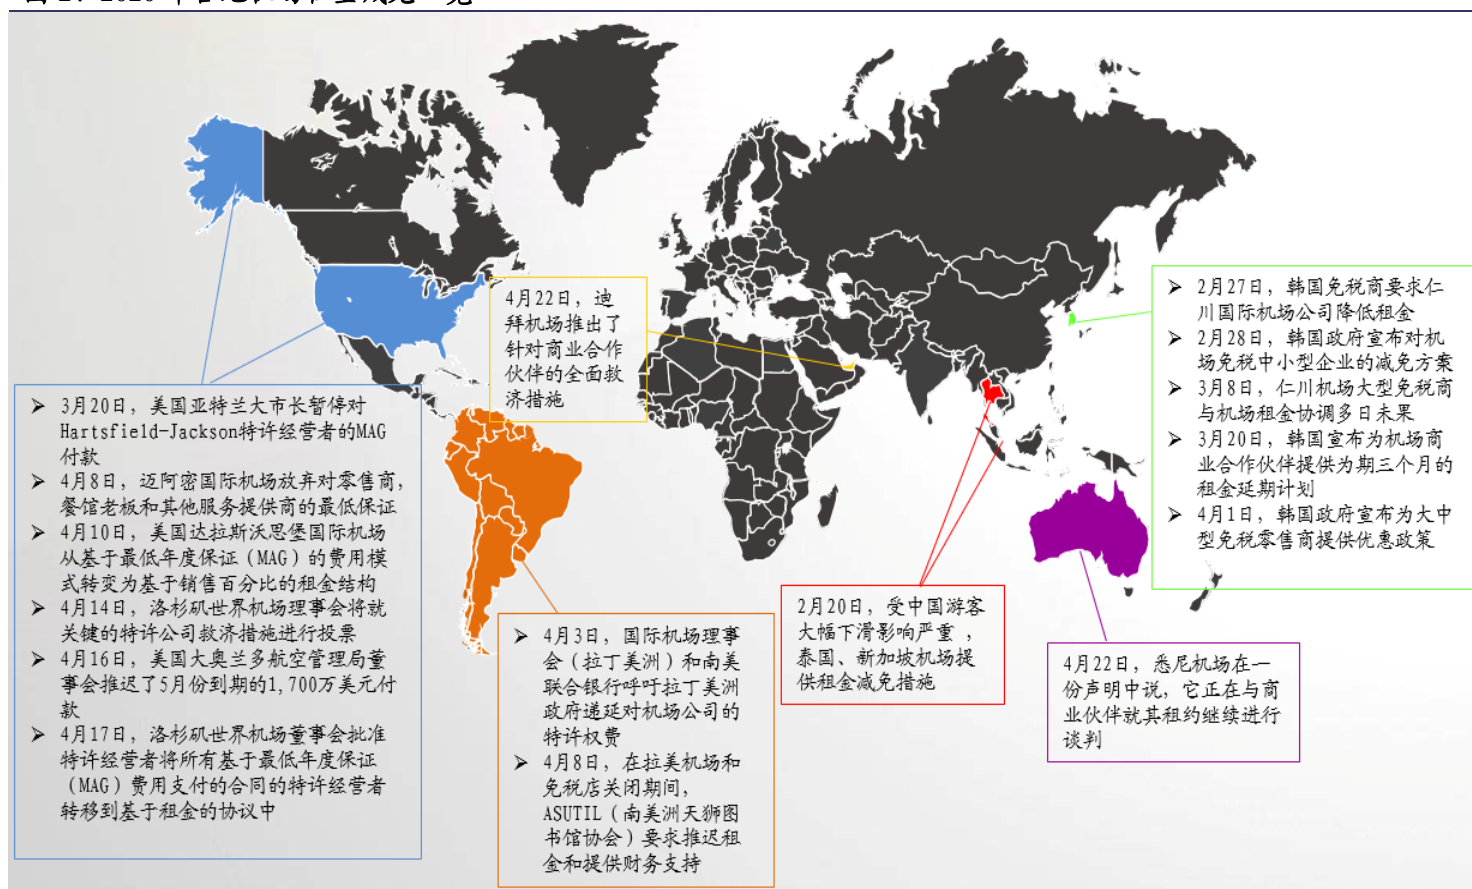 3月20日，美国亚特兰大市长暂停对
Hartsfield-Jackson特许经营者的MAG
付款
4月8日，迈阿密国际机场放弃对零售商，
餐馆老板和其他服务提供商的最低保证
4月10日，美国达拉斯沃思堡国际机场
从基于最低年度保证（MAG）的费用模
式转变为基于销售百分比的租金结构
4月14日，洛杉矶世界机场理事会将就
关键的特许公司救济措施进行投票
4月16日，美国大奥兰多航空管理局董
事会推迟了5月份到期的1,700万美元付
款
4月17日，洛杉矶世界机场董事会批准
特许经营者将所有基于最低年度保证
（MAG）费用支付的合同的特许经营者
转移到基于租金的协议中
4月22日，迪
拜机场推出了
针对商业合作
伙伴的全面救
济措施
4月3日，国际机场理事
会（拉丁美洲）和南美
联合银行呼吁拉丁美洲
政府递延对机场公司的
特许权费
4月8日，在拉美机场和
免税店关闭期间，
ASUTIL（南美洲天狮图
书馆协会）要求推迟租
金和提供财务支持
2月20日，受中国游客
大幅下滑影响严重，
泰国、新加坡机场提
供租金减免措施
2月27日，韩国免税商要求仁
川国际机场公司降低租金
2月28日，韩国政府宣布对机
场免税中小型企业的减免方案
3月8日，仁川机场大型免税商
与机场租金协调多日未果
3月20日，韩国宣布为机场商
业合作伙伴提供为期三个月的
租金延期计划
4月1日，韩国政府宣布为大中
型免税零售商提供优惠政策
4月22日，悉尼机场在一
份声明中说，它正在与商
业伙伴就其租约继续进行
谈判